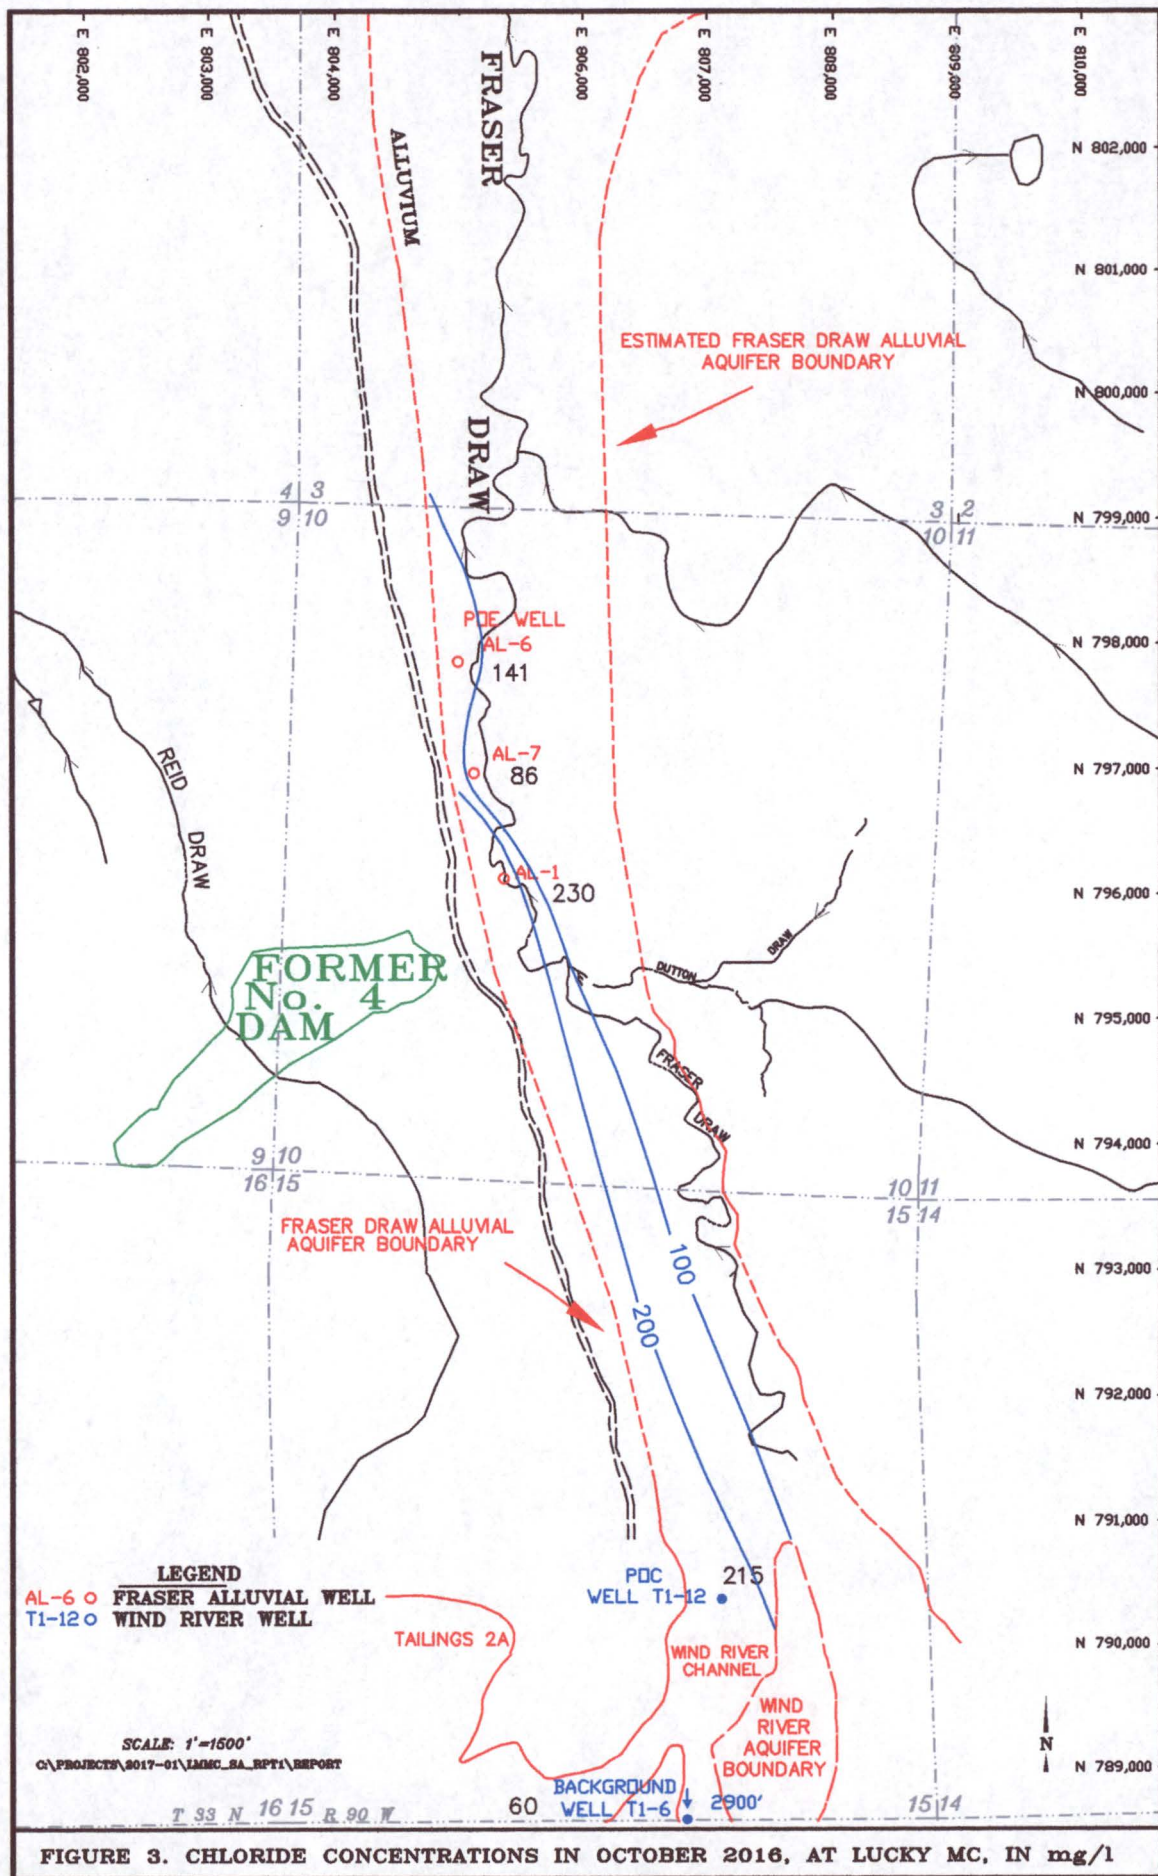 E 802,000
E 803,000
E 804,000
E 806,000
E 807,000
E 808,000
E 809,000
E 810,000
FRASER
ALLUVIUM
N 802,000
N 801,000
ESTIMATED FRASER DRAW ALLUVIAL
AQUIFER BOUNDARY
N 800,000
DRAW
4 3
9 10
3 2
10 11
N 799,000
POE WELL
AL-6
141
N 798,000
REID
DRAW
AL-7
86
N 797,000
AL-1
230
N 796,000
FORMER
No. 4
DAM
DUTTON
DRAW
N 795,000
FRASER
DRAW
N 794,000
9 10
16 15
10 11
15 14
FRASER DRAW ALLUVIAL
AQUIFER BOUNDARY
100
200
N 793,000
N 792,000
N 791,000
LEGEND
AL-6 FRASER ALLUVIAL WELL
T1-12 WIND RIVER WELL
POC
WELL T1-12
215
TAILINGS 2A
WIND RIVER
CHANNEL
N 790,000
WIND
RIVER
AQUIFER
BOUNDARY
N
SCALE: 1"=1500'
C:\PROJECTS\2017-01\LMMC_SA_RPT1\REPORT
N 789,000
BACKGROUND
WELL T1-6
60
2900'
T 33 N 16 15 R 90 W
15 14
FIGURE 3. CHLORIDE CONCENTRATIONS IN OCTOBER 2016, AT LUCKY MC, IN mg/l